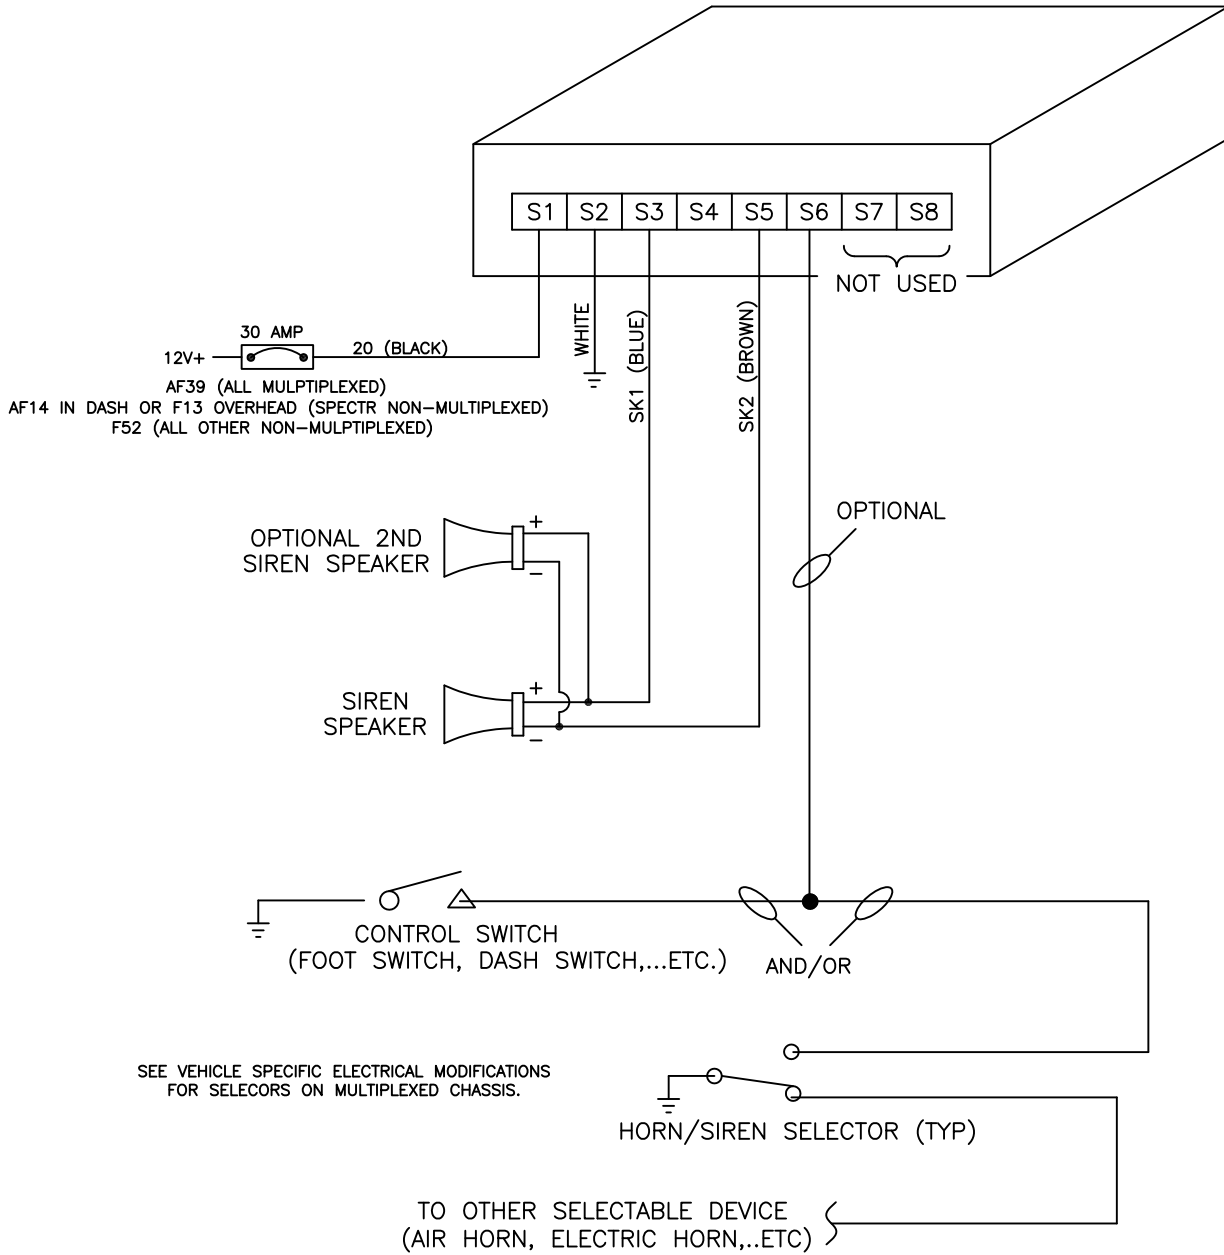 S1 S2 S3 S4 S5 S6 S7 S8
NOT USED
30 AMP
12V+
20 (BLACK)
WHITE
SK1 (BLUE)
SK2 (BROWN)
AF39 (ALL MULPTIPLEXED)
AF14 IN DASH OR F13 OVERHEAD (SPECTR NON-MULTIPLEXED)
F52 (ALL OTHER NON-MULPTIPLEXED)
OPTIONAL
OPTIONAL 2ND
SIREN SPEAKER
+
-
SIREN
SPEAKER
+
-
CONTROL SWITCH
(FOOT SWITCH, DASH SWITCH,...ETC.)
AND/OR
SEE VEHICLE SPECIFIC ELECTRICAL MODIFICATIONS
FOR SELECORS ON MULTIPLEXED CHASSIS.
HORN/SIREN SELECTOR (TYP)
TO OTHER SELECTABLE DEVICE
(AIR HORN, ELECTRIC HORN,..ETC)